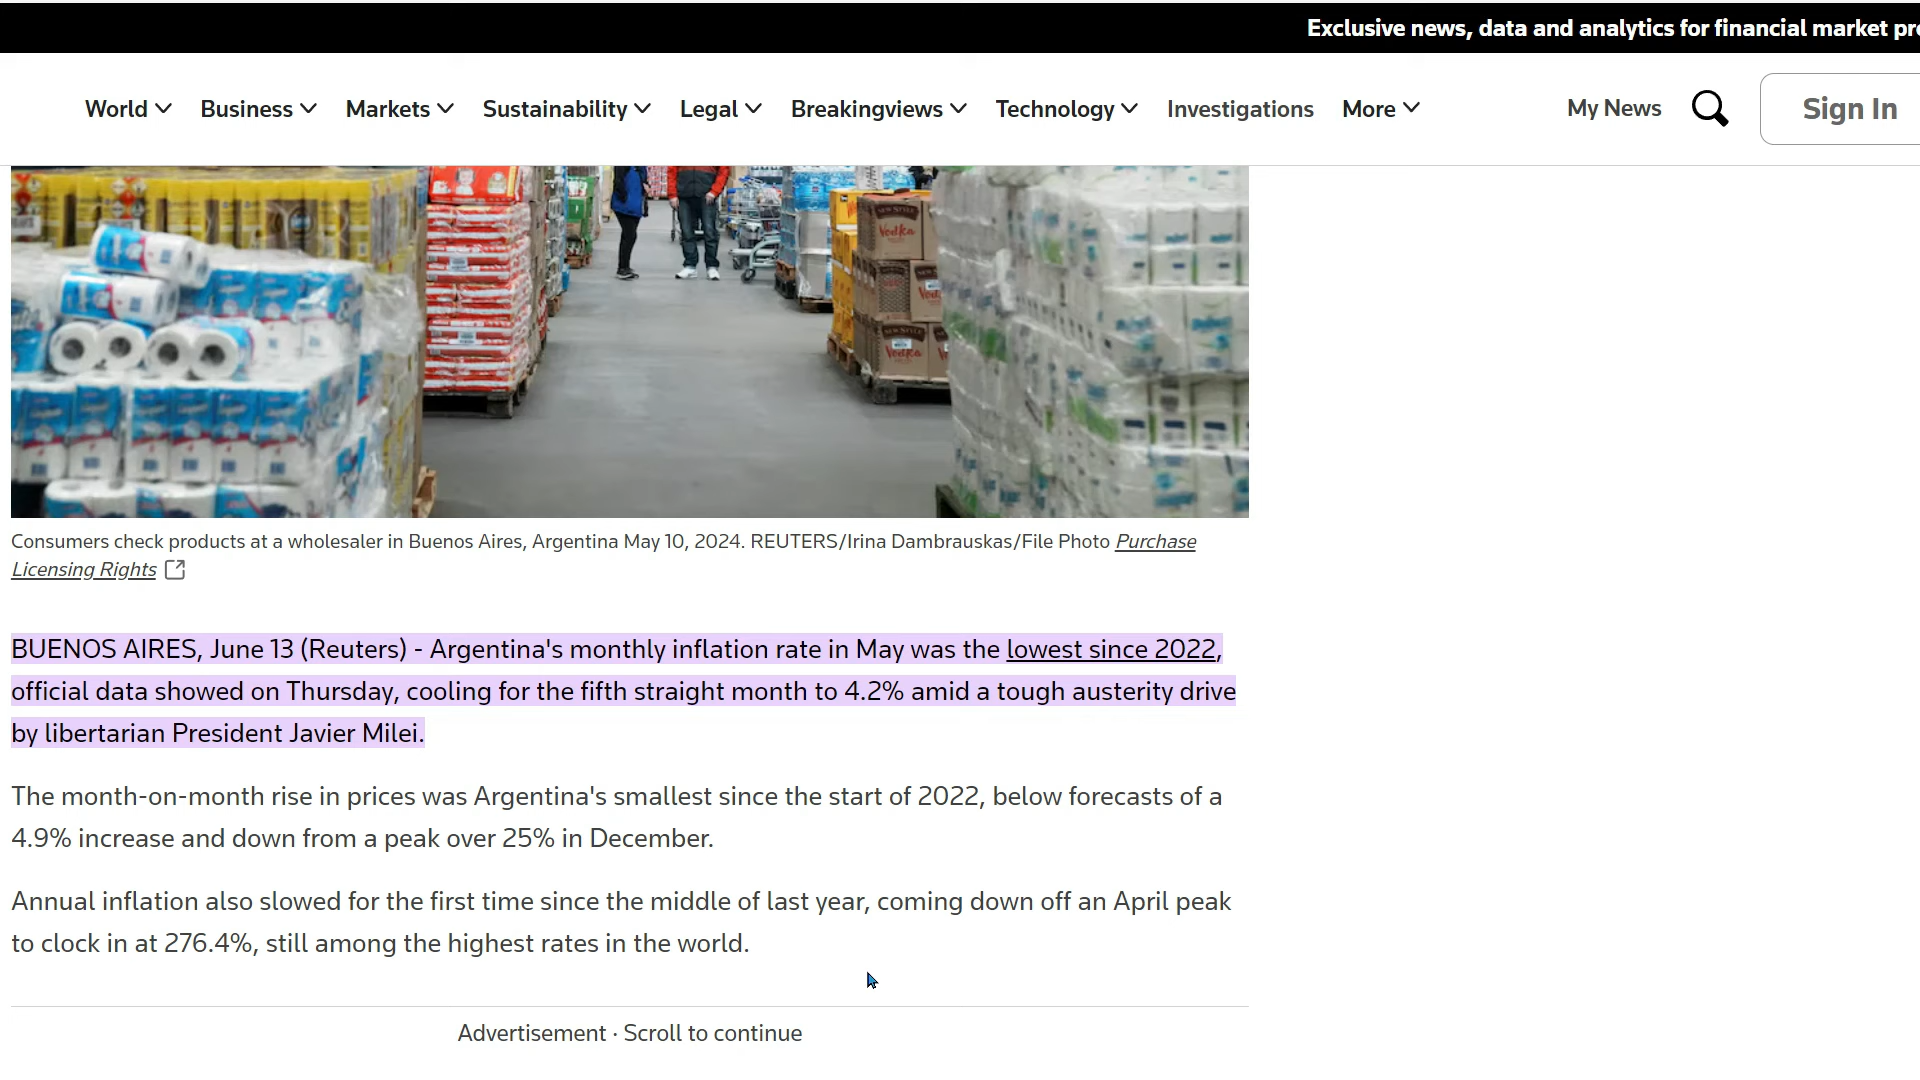 Exclusive news, data and analytics for financial market
World Business Markets Sustainability Legal Breakingviews Technology Investigations More My News Sign In
Vodka
Vodka
Consumers check products at a wholesaler in Buenos Aires, Argentina May 10, 2024. REUTERS/Irina Dambrauskas/File Photo Purchase
Licensing Rights
BUENOS AIRES, June 13 (Reuters) - Argentina's monthly inflation rate in May was the lowest since 2022,
official data showed on Thursday, cooling for the fifth straight month to 4.2% amid a tough austerity drive
by libertarian President Javier Milei.
The month-on-month rise in prices was Argentina's smallest since the start of 2022, below forecasts of a
4.9% increase and down from a peak over 25% in December.
Annual inflation also slowed for the first time since the middle of last year, coming down off an April peak
to clock in at 276.4%, still among the highest rates in the world.
Advertisement · Scroll to continue